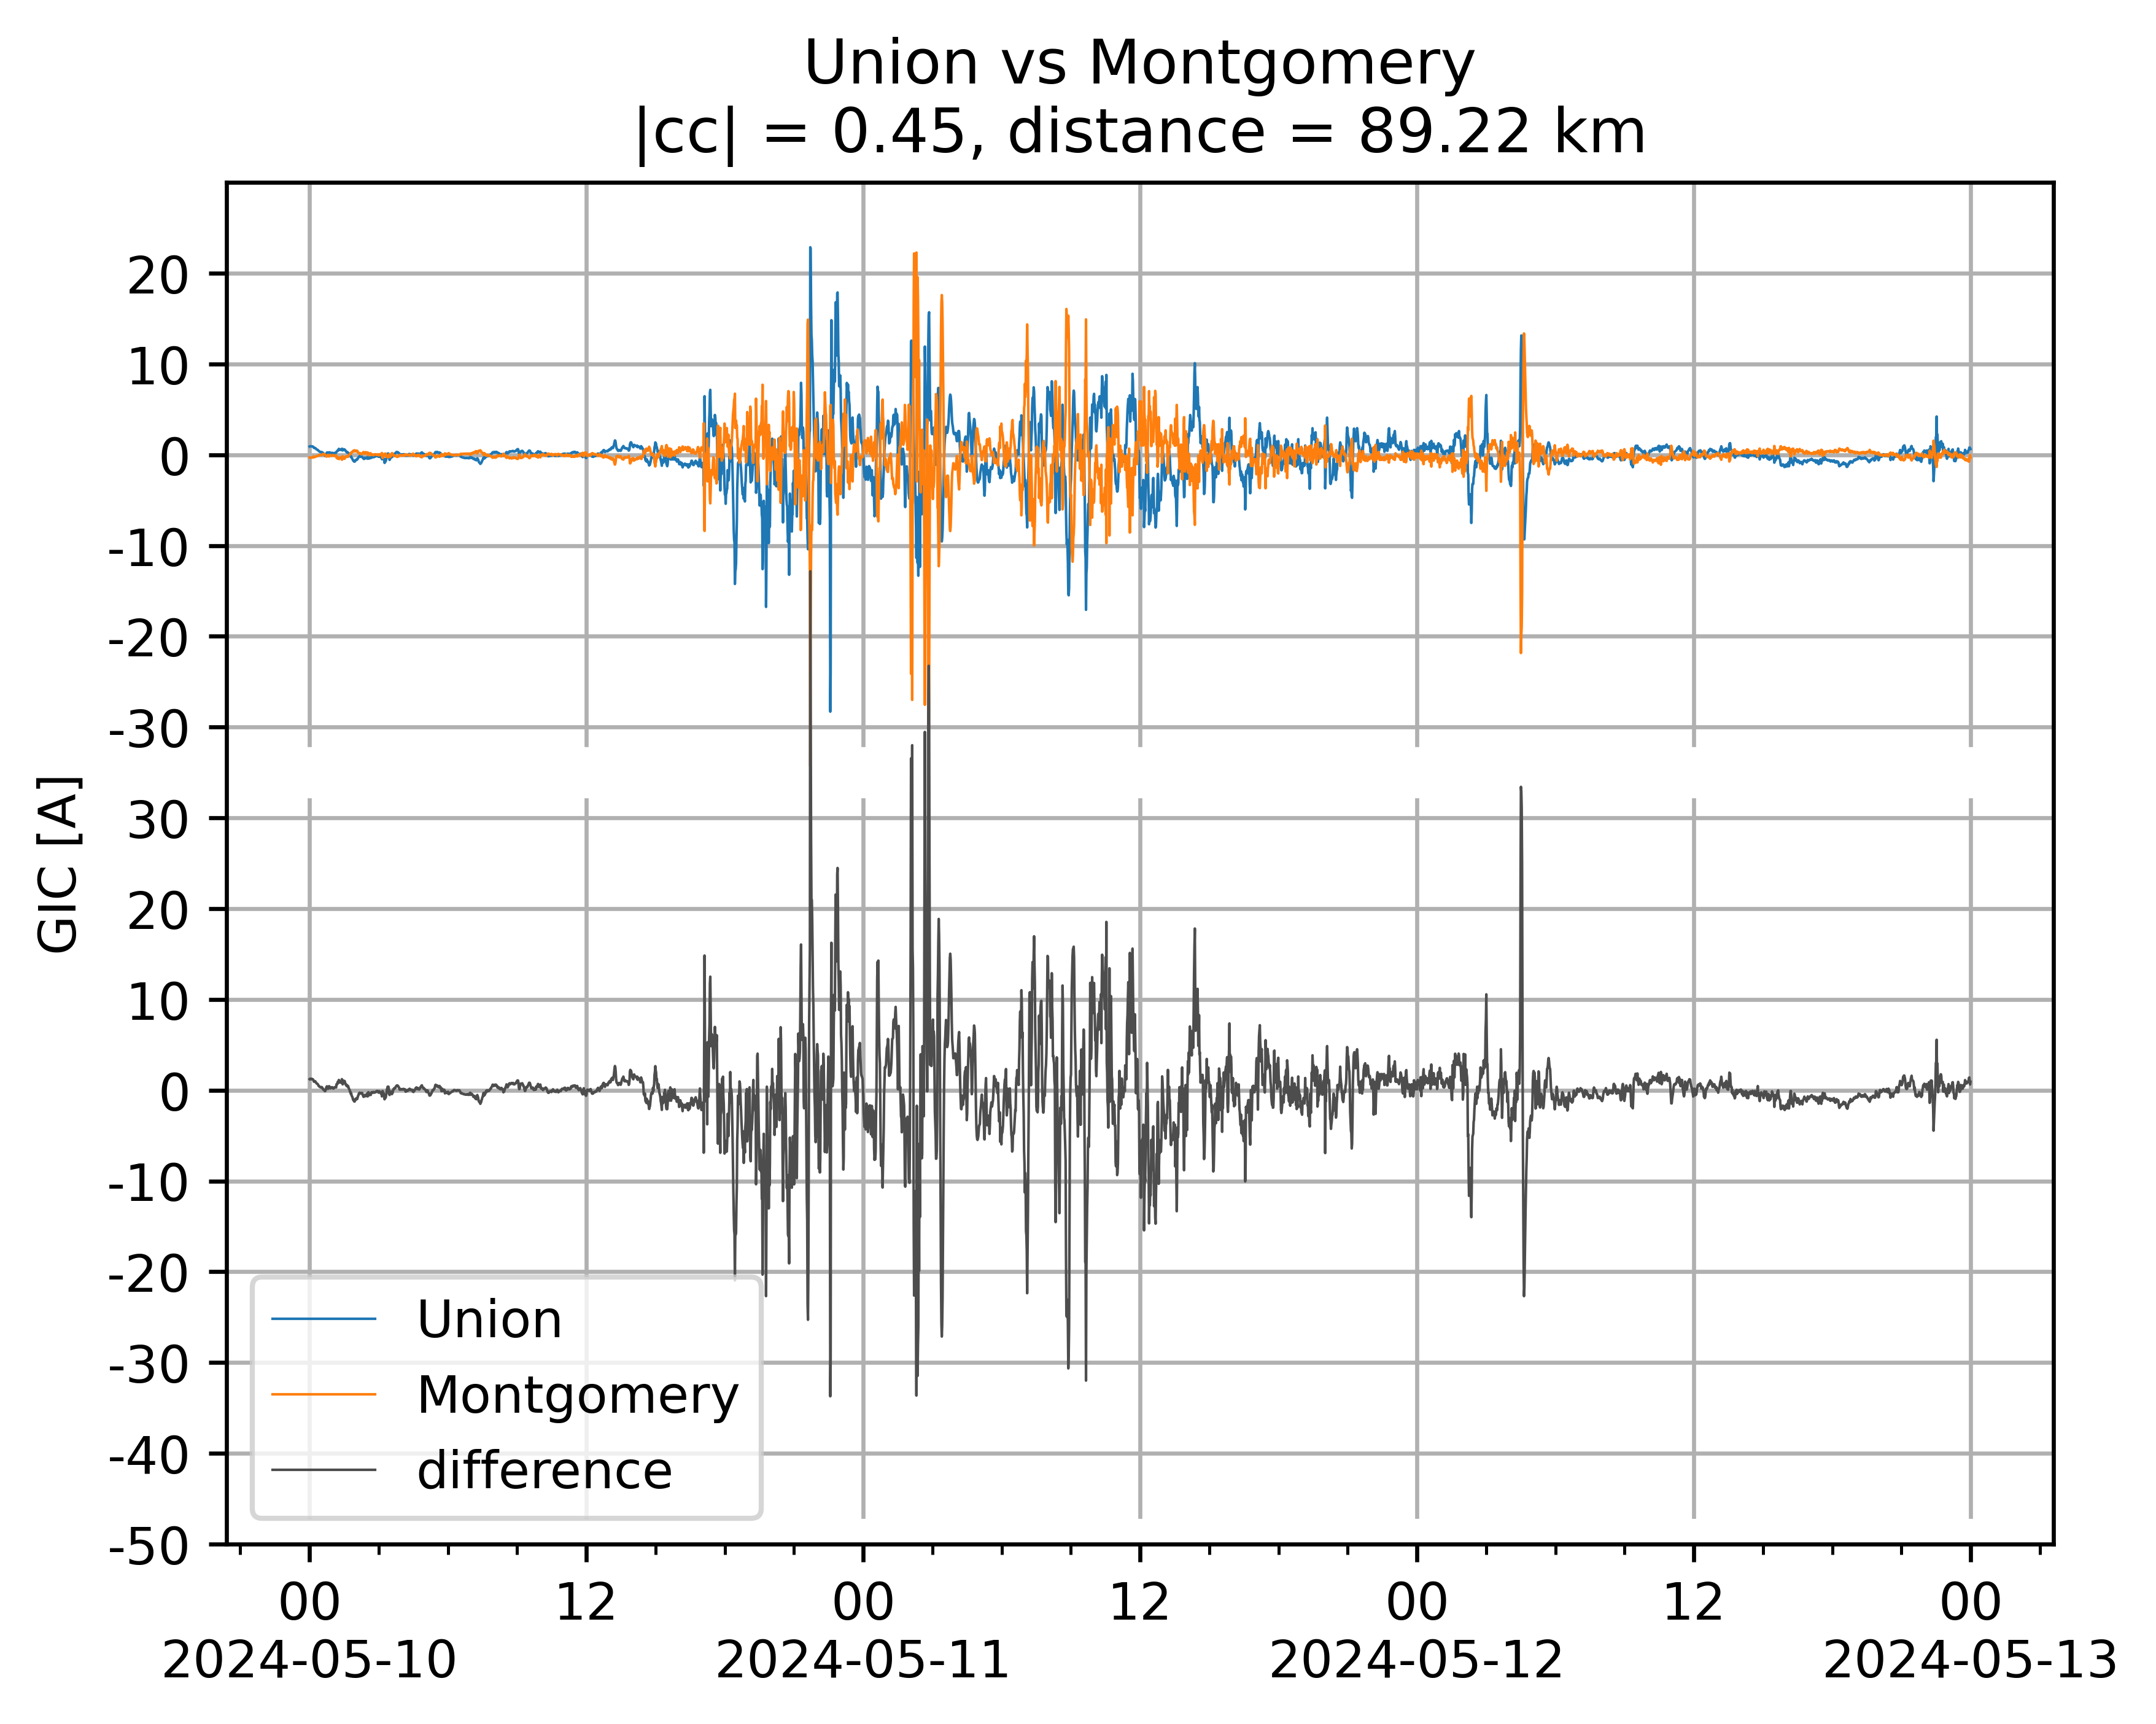 Union vs Montgomery
|cc| = 0.45, distance = 89.22 km
GIC [A]
20
10
0
-10
-20
-30
30
20
10
0
-10
-20
-30
-40
-50
Union
Montgomery
difference
00 12 00 12 00 12 00
2024-05-10 2024-05-11 2024-05-12 2024-05-13